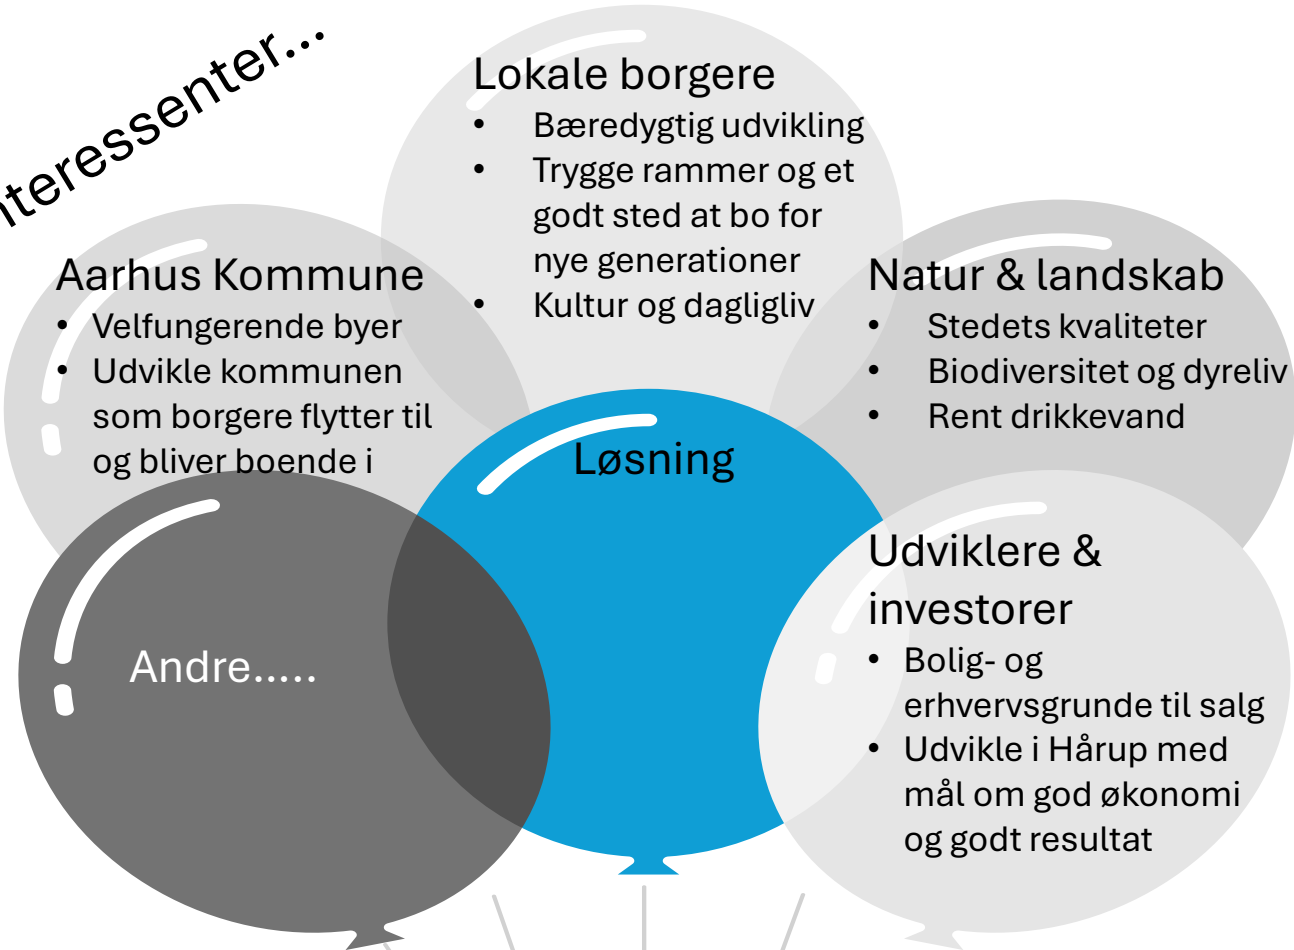 nteressenter...
Lokale borgere
• Bæredygtig udvikling
• Trygge rammer og et
godt sted at bo for
nye generationer
• Kultur og dagligliv
Aarhus Kommune
• Velfungerende byer
• Udvikle kommunen
som borgere flytter til
og bliver boende i
Natur & landskab
• Stedets kvaliteter
• Biodiversitet og dyreliv
• Rent drikkevand
Løsning
Udviklere &
investorer
• Bolig- og
erhvervsgrunde til salg
• Udvikle i Hårup med
mål om god økonomi
og godt resultat
Andre.....